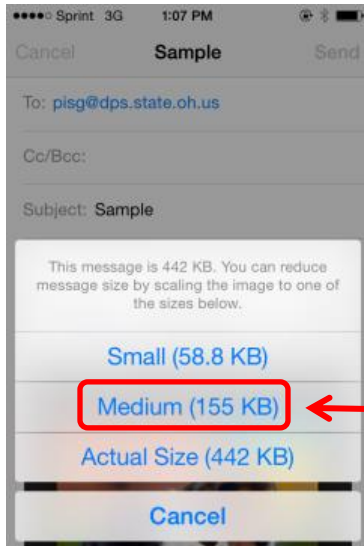 Sprint 3G 1:07 PM
Cancel Sample Send
To: pisg@dps.state.oh.us
Cc/Bcc:
Subject: Sample
This message is 442 KB. You can reduce
message size by scaling the image to one of
the sizes below.
Small (58.8 KB)
Medium (155 KB)
Actual Size (442 KB)
Cancel